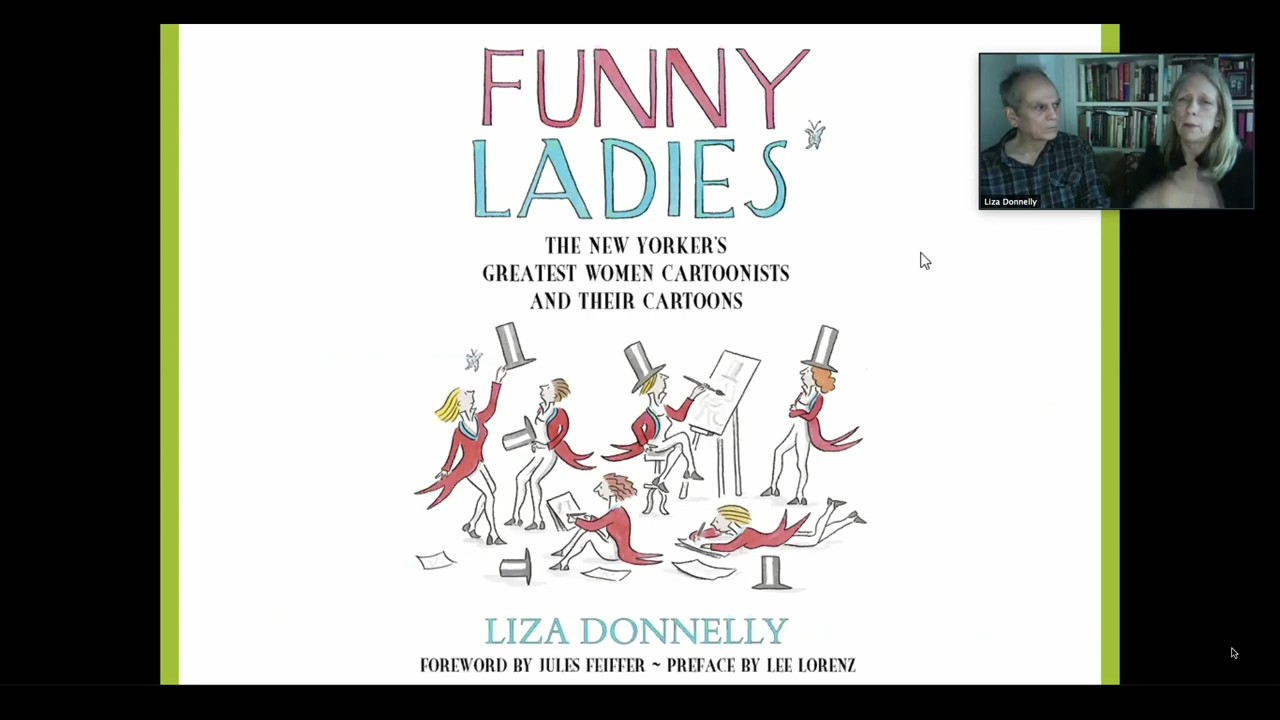 FUNNY
LADIES
THE NEW YORKER'S
GREATEST WOMEN CARTOONISTS
AND THEIR CARTOONS
LIZA DONNELLY
FOREWORD BY JULES FEIFFER ~ PREFACE BY LEE LORENZ
Liza Donnelly